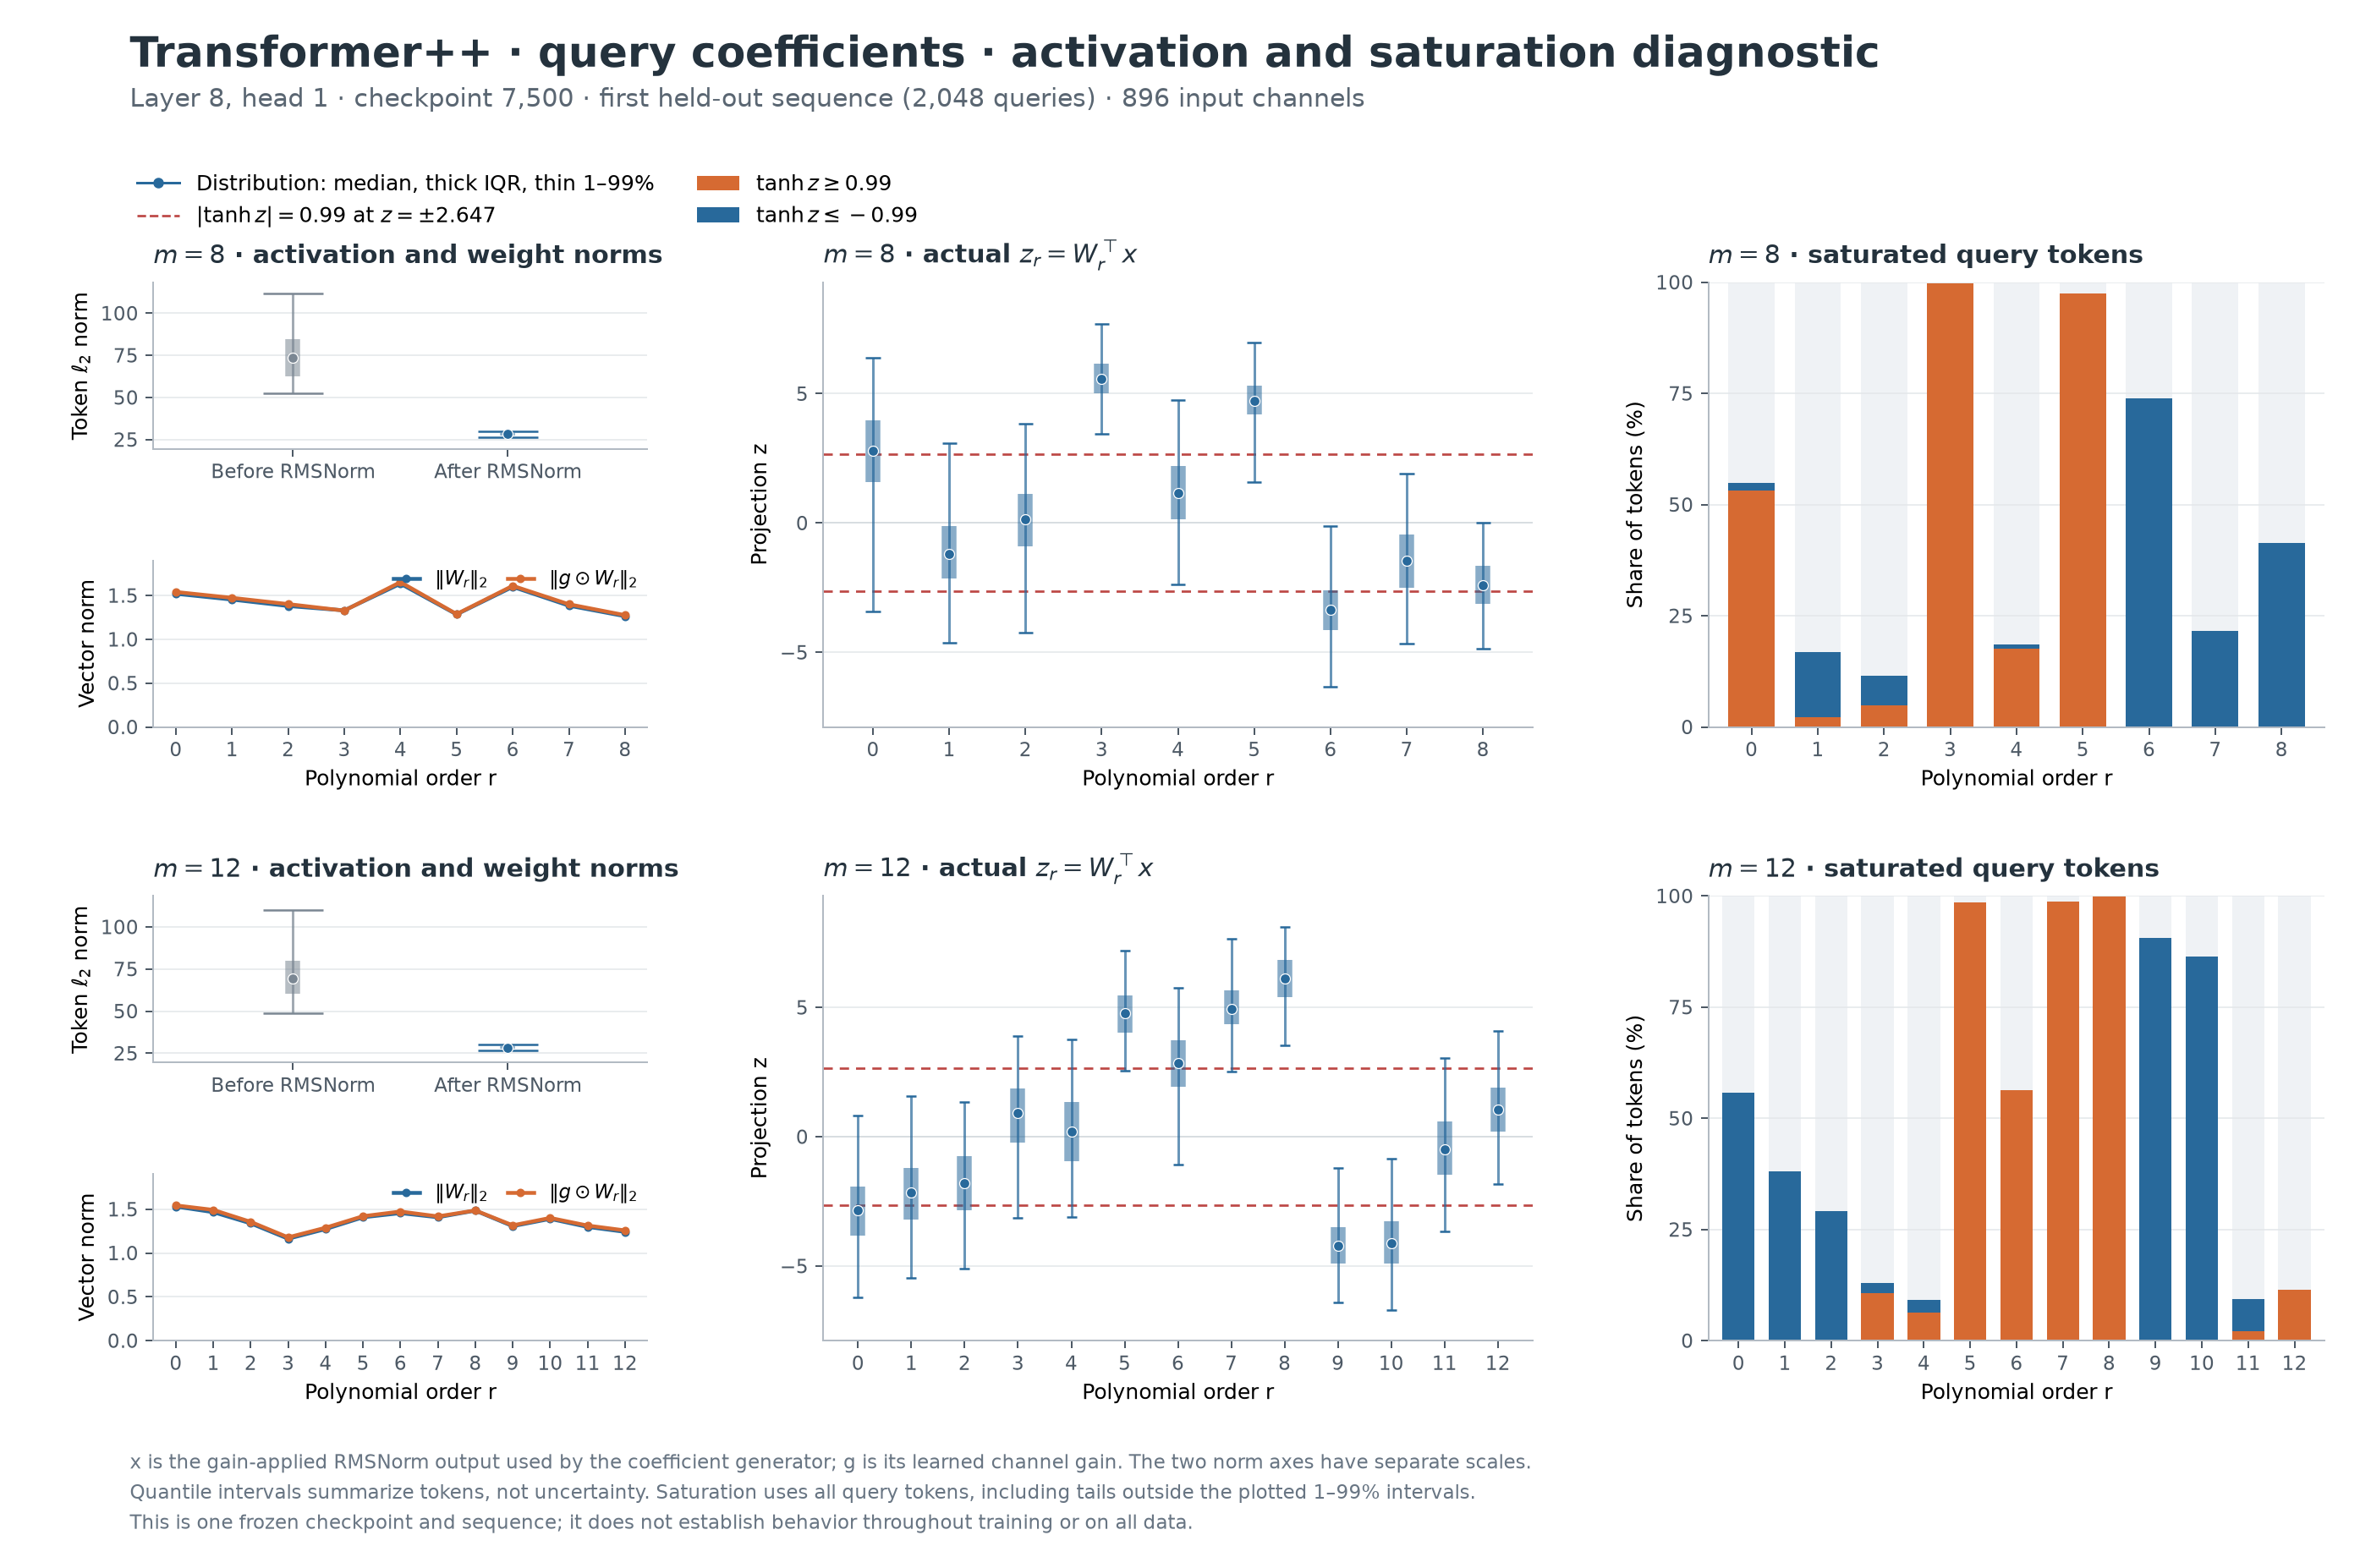 Transformer++ · query coefficients · activation and saturation diagnostic
Layer 8, head 1 · checkpoint 7,500 · first held-out sequence (2,048 queries) · 896 input channels
Distribution: median, thick IQR, thin 1–99%
|tanh z| = 0.99 at z = ±2.647
tanh z ≥ 0.99
tanh z ≤ −0.99
m = 8 · activation and weight norms
Token ℓ₂ norm
100
75
50
25
Before RMSNorm
After RMSNorm
‖Wᵣ‖₂
‖g ⊙ Wᵣ‖₂
Vector norm
1.5
1.0
0.5
0.0
0 1 2 3 4 5 6 7 8
Polynomial order r
m = 8 · actual zᵣ = Wᵣ⊤ x
Projection z
5
0
−5
0 1 2 3 4 5 6 7 8
Polynomial order r
m = 8 · saturated query tokens
Share of tokens (%)
100
75
50
25
0
0 1 2 3 4 5 6 7 8
Polynomial order r
m = 12 · activation and weight norms
Token ℓ₂ norm
100
75
50
25
Before RMSNorm
After RMSNorm
‖Wᵣ‖₂
‖g ⊙ Wᵣ‖₂
Vector norm
1.5
1.0
0.5
0.0
0 1 2 3 4 5 6 7 8 9 10 11 12
Polynomial order r
m = 12 · actual zᵣ = Wᵣ⊤ x
Projection z
5
0
−5
0 1 2 3 4 5 6 7 8 9 10 11 12
Polynomial order r
m = 12 · saturated query tokens
Share of tokens (%)
100
75
50
25
0
0 1 2 3 4 5 6 7 8 9 10 11 12
Polynomial order r
x is the gain-applied RMSNorm output used by the coefficient generator; g is its learned channel gain. The two norm axes have separate scales.
Quantile intervals summarize tokens, not uncertainty. Saturation uses all query tokens, including tails outside the plotted 1–99% intervals.
This is one frozen checkpoint and sequence; it does not establish behavior throughout training or on all data.